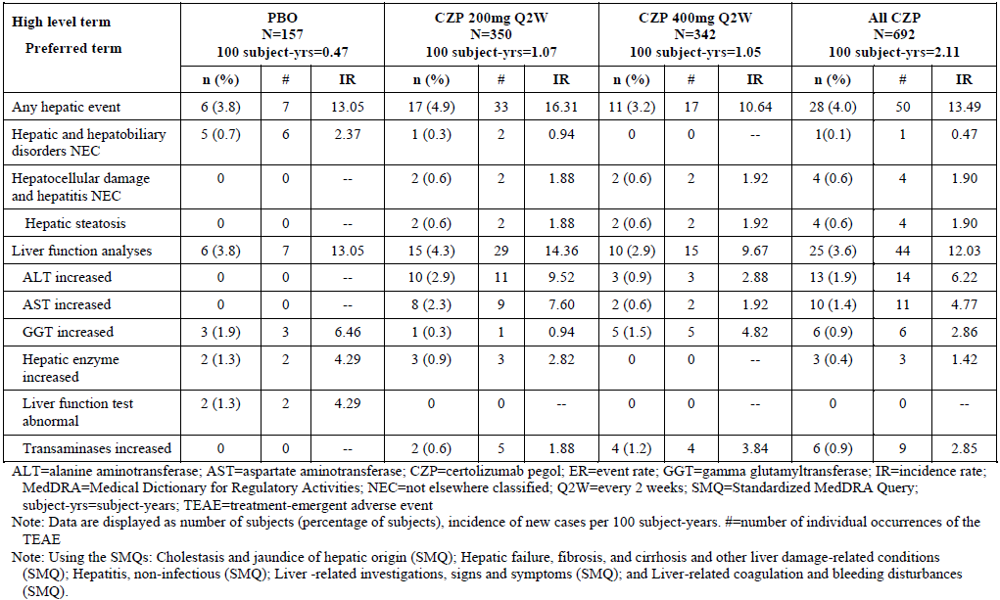 High level term
Preferred term
PBO
N=157
100 subject-yrs=0.47
CZP 200mg Q2W
N=350
100 subject-yrs=1.07
CZP 400mg Q2W
N=342
100 subject-yrs=1.05
All CZP
N=692
100 subject-yrs=2.11
n (%) # IR n (%) # IR n (%) # IR n (%) # IR
Any hepatic event 6 (3.8) 7 13.05 17 (4.9) 33 16.31 11 (3.2) 17 10.64 28 (4.0) 50 13.49
Hepatic and hepatobiliary
disorders NEC 5 (0.7) 6 2.37 1 (0.3) 2 0.94 0 0 -- 1(0.1) 1 0.47
Hepatocellular damage
and hepatitis NEC 0 0 -- 2 (0.6) 2 1.88 2 (0.6) 2 1.92 4 (0.6) 4 1.90
Hepatic steatosis 0 0 -- 2 (0.6) 2 1.88 2 (0.6) 2 1.92 4 (0.6) 4 1.90
Liver function analyses 6 (3.8) 7 13.05 15 (4.3) 29 14.36 10 (2.9) 15 9.67 25 (3.6) 44 12.03
ALT increased 0 0 -- 10 (2.9) 11 9.52 3 (0.9) 3 2.88 13 (1.9) 14 6.22
AST increased 0 0 -- 8 (2.3) 9 7.60 2 (0.6) 2 1.92 10 (1.4) 11 4.77
GGT increased 3 (1.9) 3 6.46 1 (0.3) 1 0.94 5 (1.5) 5 4.82 6 (0.9) 6 2.86
Hepatic enzyme
increased 2 (1.3) 2 4.29 3 (0.9) 3 2.82 0 0 -- 3 (0.4) 3 1.42
Liver function test
abnormal 2 (1.3) 2 4.29 0 0 -- 0 0 -- 0 0 --
Transaminases increased 0 0 -- 2 (0.6) 5 1.88 4 (1.2) 4 3.84 6 (0.9) 9 2.85
ALT=alanine aminotransferase; AST=aspartate aminotransferase; CZP=certolizumab pegol; ER=event rate; GGT=gamma glutamyltransferase; IR=incidence rate;
MedDRA=Medical Dictionary for Regulatory Activities; NEC=not elsewhere classified; Q2W=every 2 weeks; SMQ=Standardized MedDRA Query;
subject-yrs=subject-years; TEAE=treatment-emergent adverse event
Note: Data are displayed as number of subjects (percentage of subjects), incidence of new cases per 100 subject-years. #=number of individual occurrences of the
TEAE
Note: Using the SMQs: Cholestasis and jaundice of hepatic origin (SMQ); Hepatic failure, fibrosis, and cirrhosis and other liver damage-related conditions
(SMQ); Hepatitis, non-infectious (SMQ); Liver -related investigations, signs and symptoms (SMQ); and Liver-related coagulation and bleeding disturbances
(SMQ).